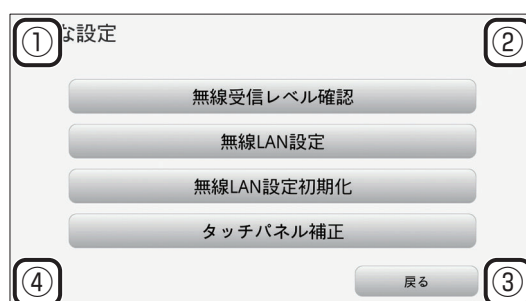 ① な設定 ②
無線受信レベル確認
無線LAN設定
無線LAN設定初期化
タッチパネル補正
④ 戻る ③